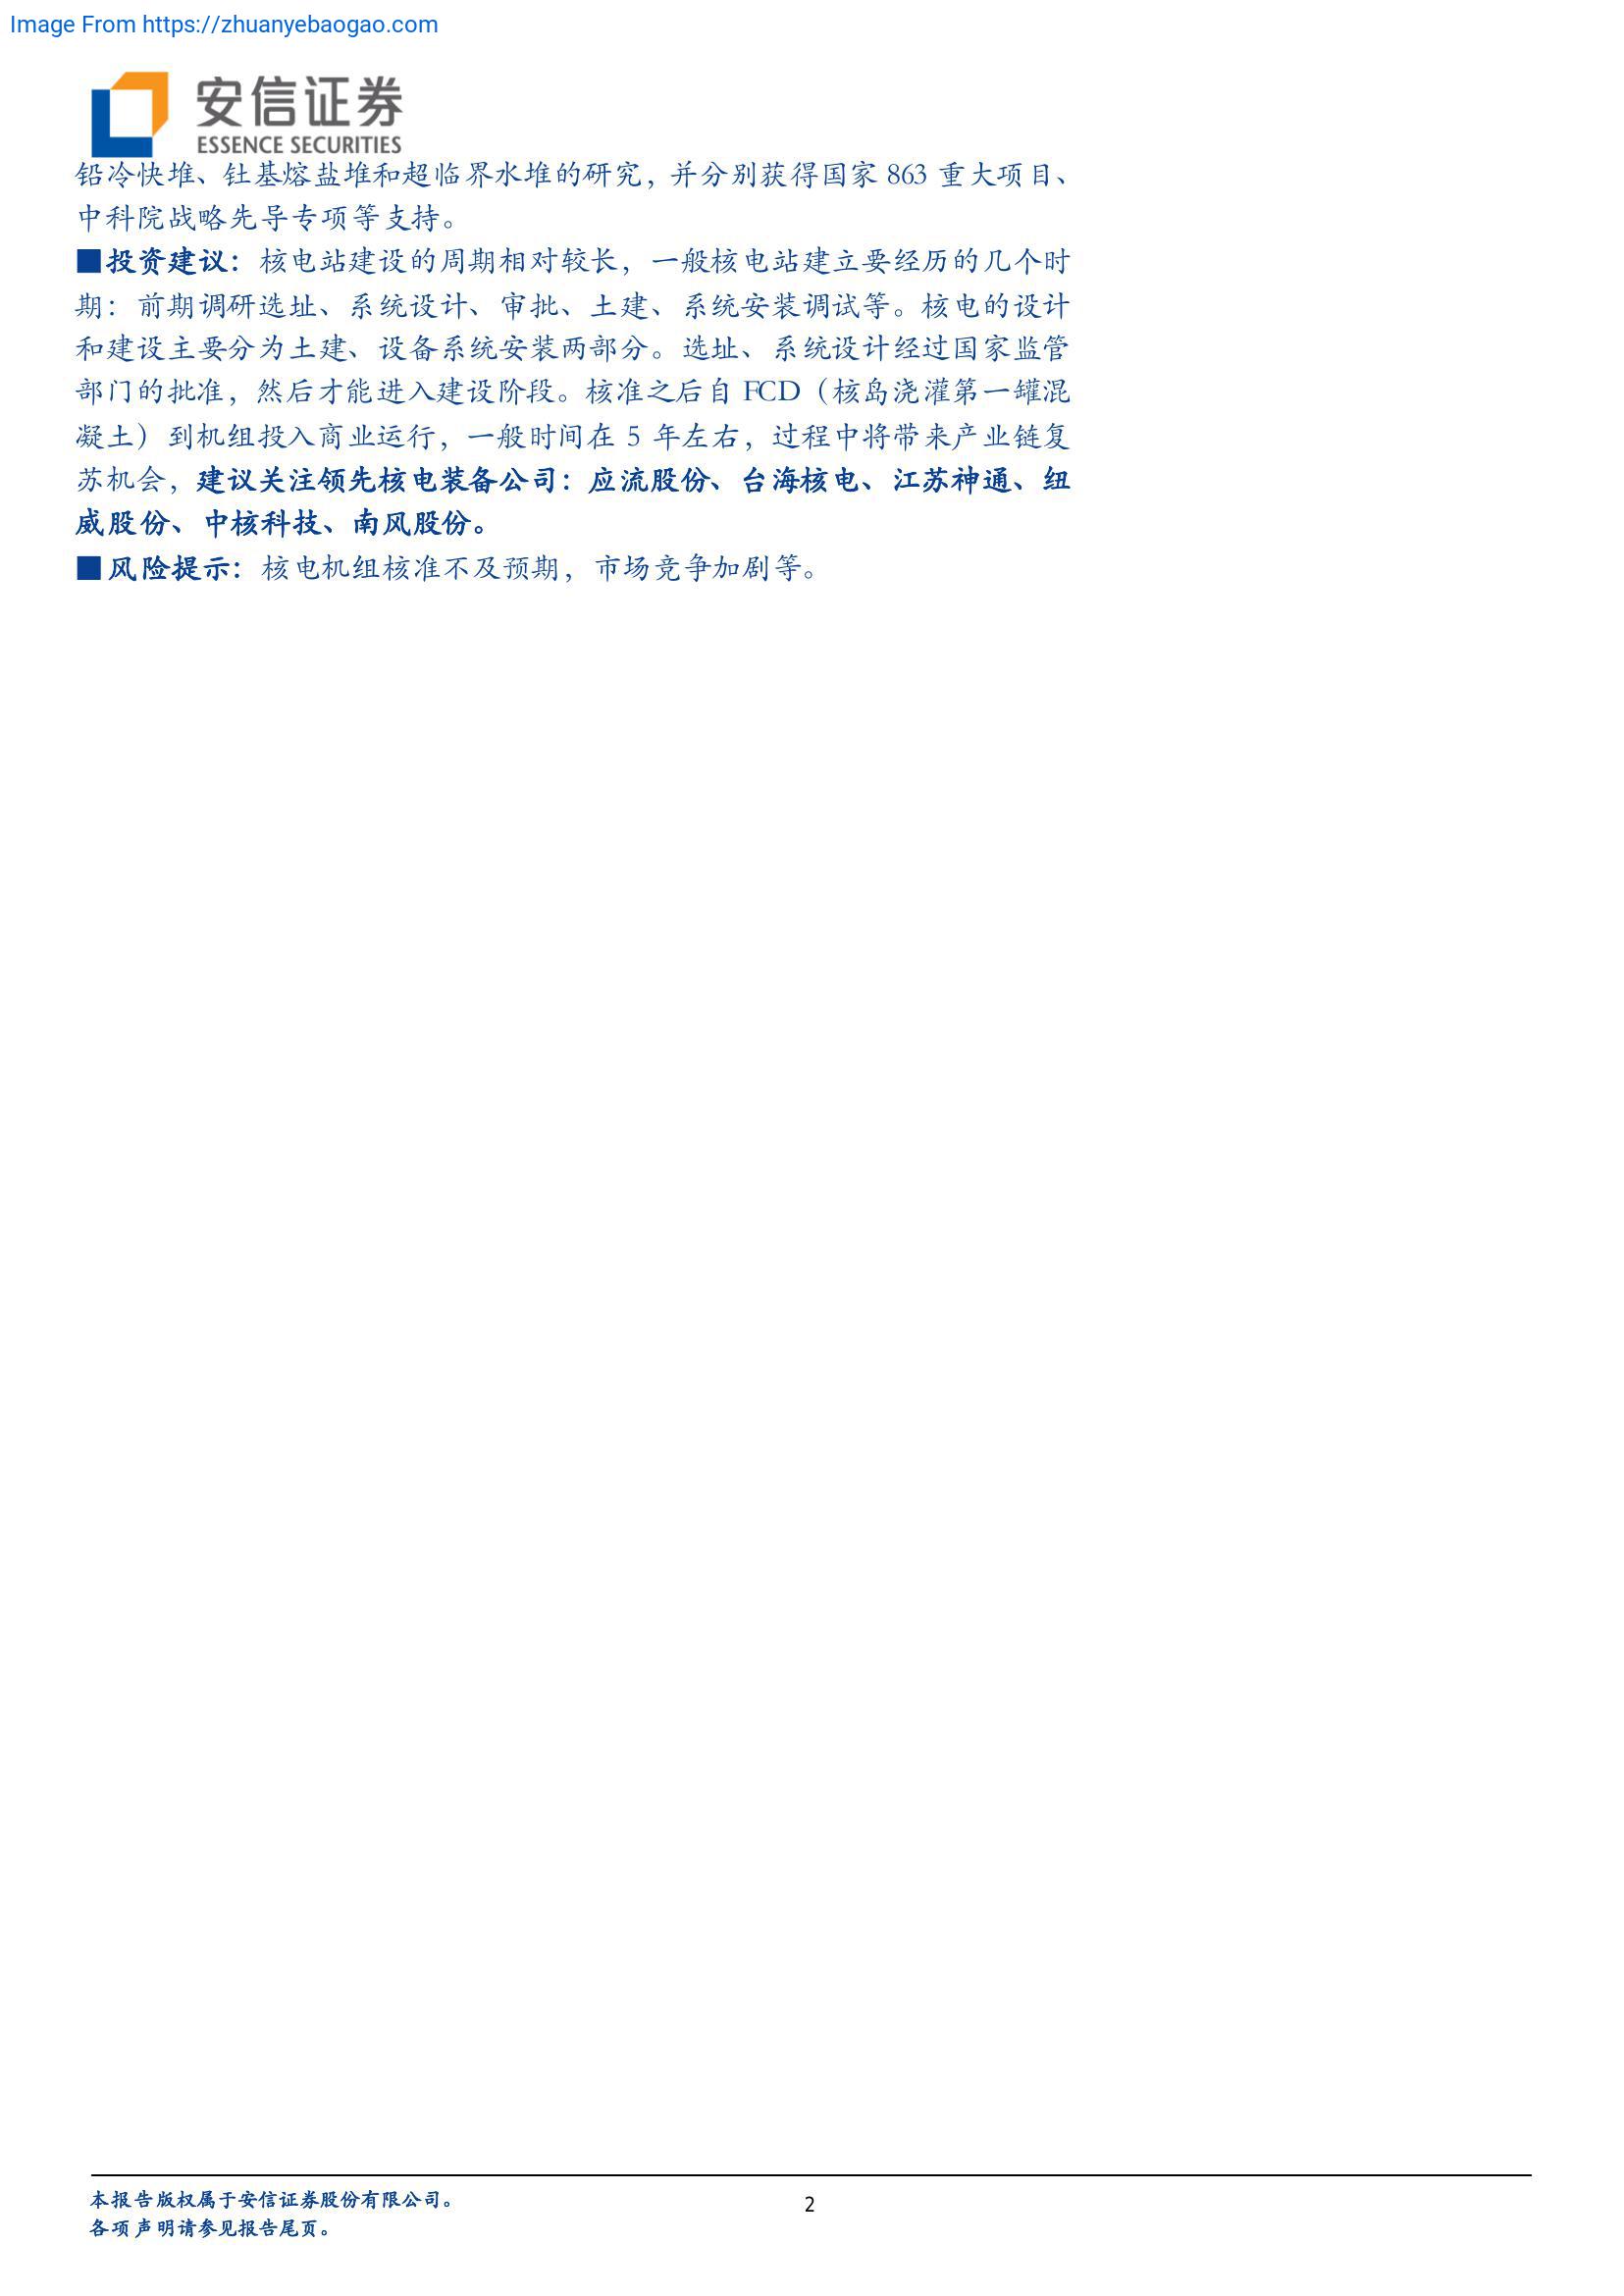 Image From https://zhuanyebaogao.com
安信证券
ESSENCE SECURITIES
铅冷快堆、钍基熔盐堆和超临界水堆的研究，并分别获得国家 863 重大项目、
中科院战略先导专项等支持。
■投资建议：核电站建设的周期相对较长，一般核电站建立要经历的几个时
期：前期调研选址、系统设计、审批、土建、系统安装调试等。核电的设计
和建设主要分为土建、设备系统安装两部分。选址、系统设计经过国家监管
部门的批准，然后才能进入建设阶段。核准之后自 FCD（核岛浇灌第一罐混
凝土）到机组投入商业运行，一般时间在 5 年左右，过程中将带来产业链复
苏机会，建议关注领先核电装备公司：应流股份、台海核电、江苏神通、纽
威股份、中核科技、南风股份。
■风险提示：核电机组核准不及预期，市场竞争加剧等。
本报告版权属于安信证券股份有限公司。
2
各项声明请参见报告尾页。